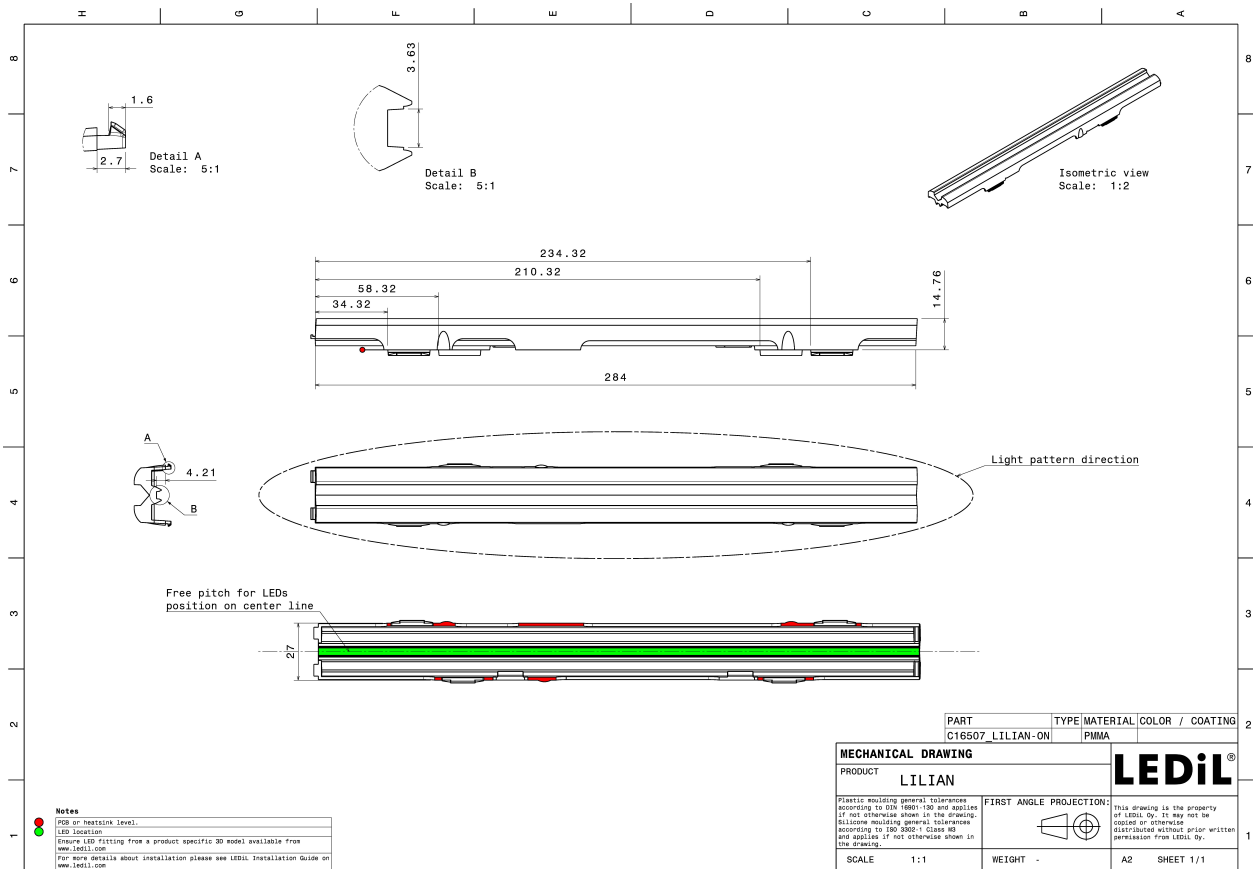 H G F E D C B A
8
8
3.63
1.6
2.7
Detail A
Scale: 5:1
Detail B
Scale: 5:1
7
7
Isometric view
Scale: 1:2
234.32
210.32
58.32
34.32
14.76
6
6
284
5
5
A
4.21
B
Light pattern direction
4
4
Free pitch for LEDs
position on center line
27
3
3
2
2
PART TYPE MATERIAL COLOR / COATING
C16507_LILIAN-ON PMMA
MECHANICAL DRAWING
PRODUCT
LILIAN
LEDiL®
Plastic moulding general tolerances
according to DIN 16901-130 and applies
if not otherwise shown in the drawing.
Silicone moulding general tolerances
according to ISO 3302-1 Class M3
and applies if not otherwise shown in
the drawing.
FIRST ANGLE PROJECTION:
This drawing is the property
of LEDiL Oy. It may not be
copied or otherwise
distributed without prior written
permission from LEDiL Oy.
SCALE 1:1
WEIGHT -
A2 SHEET 1/1
1
1
Notes
PCB or heatsink level.
LED location
Ensure LED fitting from a product specific 3D model available from
www.ledil.com
For more details about installation please see LEDiL Installation Guide on
www.ledil.com